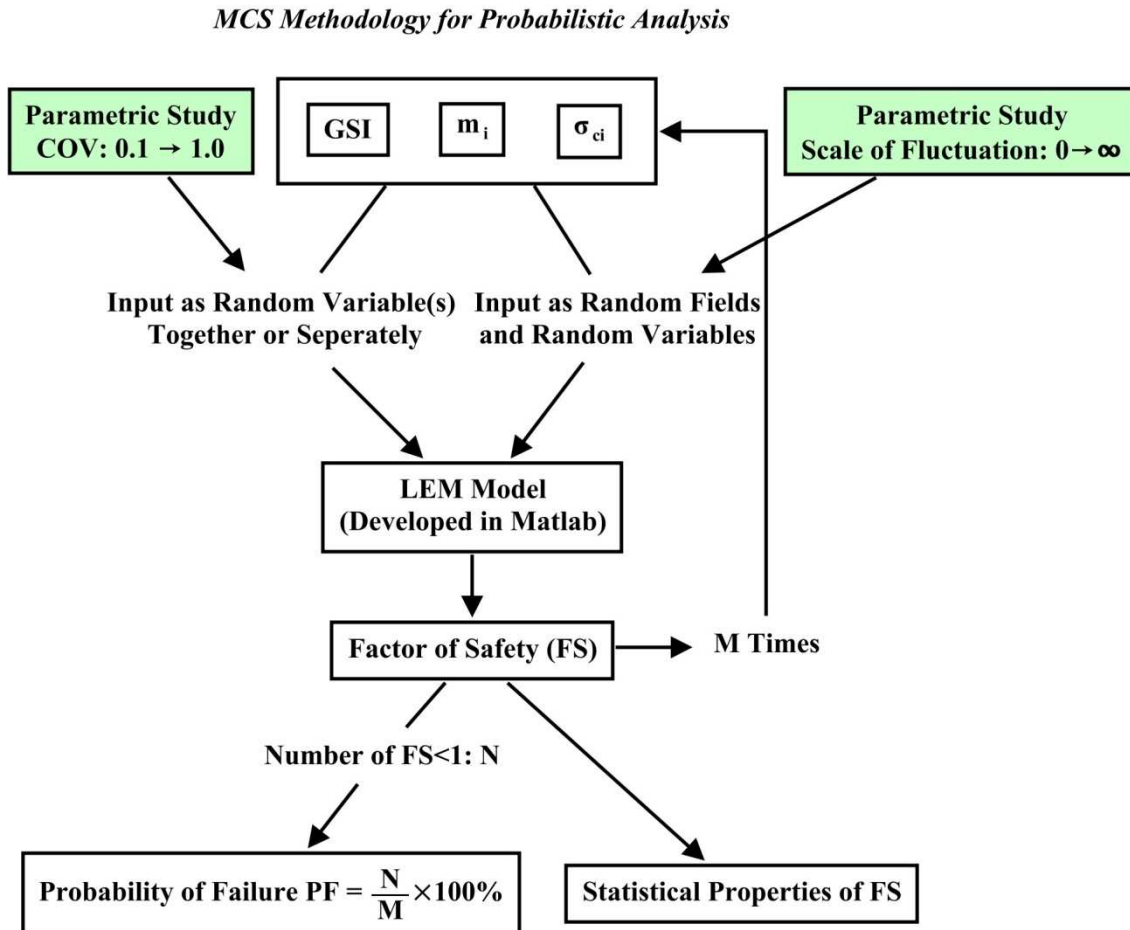 MCS Methodology for Probabilistic Analysis
Parametric Study
COV: 0.1 → 1.0
GSI
m i
σ ci
Parametric Study
Scale of Fluctuation: 0→∞
Input as Random Variable(s)
Together or Seperately
Input as Random Fields
and Random Variables
LEM Model
(Developed in Matlab)
Factor of Safety (FS)
M Times
Number of FS<1: N
Probability of Failure PF = N/M ×100%
Statistical Properties of FS